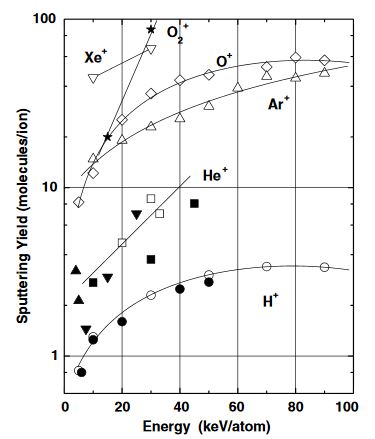 100
10
1
Sputtering Yield (molecules/ion)
Xe+
O2+
O+
Ar+
He+
H+
0 20 40 60 80 100
Energy (keV/atom)